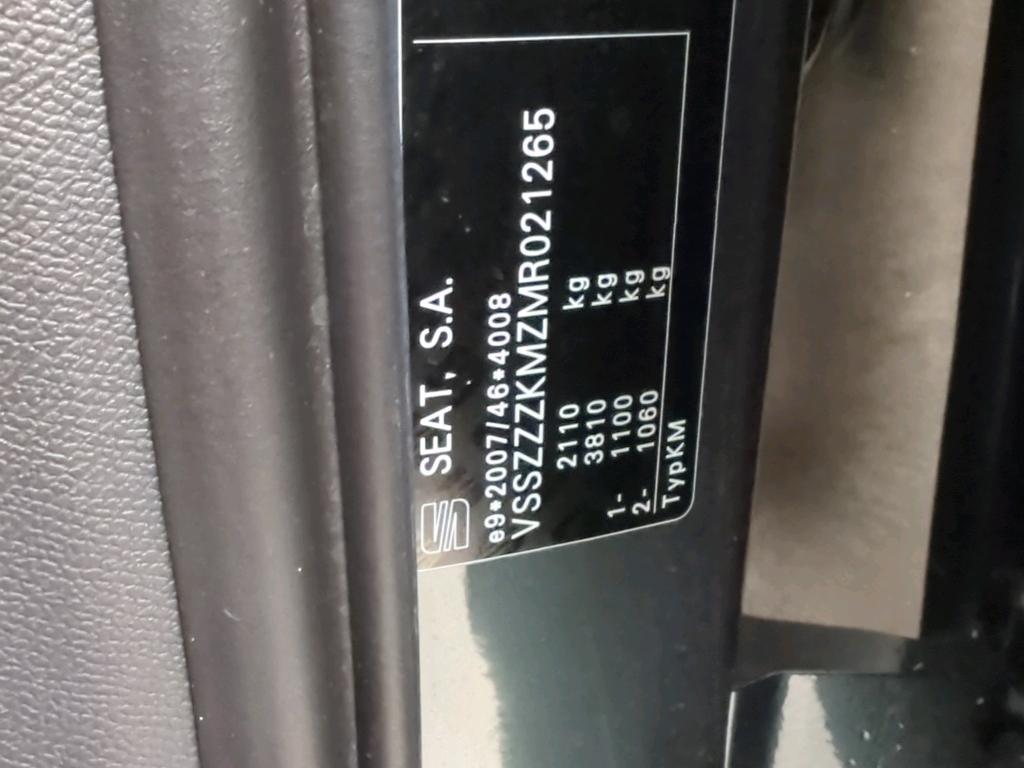 SEAT, S.A.
e9*2007/46*4008
VSSZZZKMZMR021265
2110 kg
3810 kg
1- 1100 kg
2- 1060 kg
TypKM